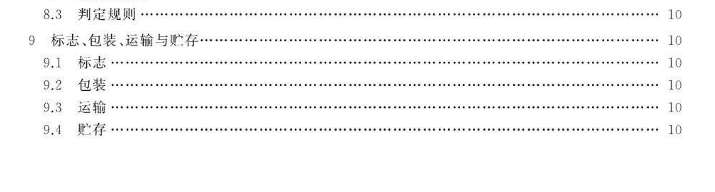 8.3 判定规则 …………………………………………………………………………………… 10
9 标志、包装、运输与贮存…………………………………………………………………………… 10
9.1 标志 ………………………………………………………………………………………… 10
9.2 包装 ………………………………………………………………………………………… 10
9.3 运输 ………………………………………………………………………………………… 10
9.4 贮存 ………………………………………………………………………………………… 10